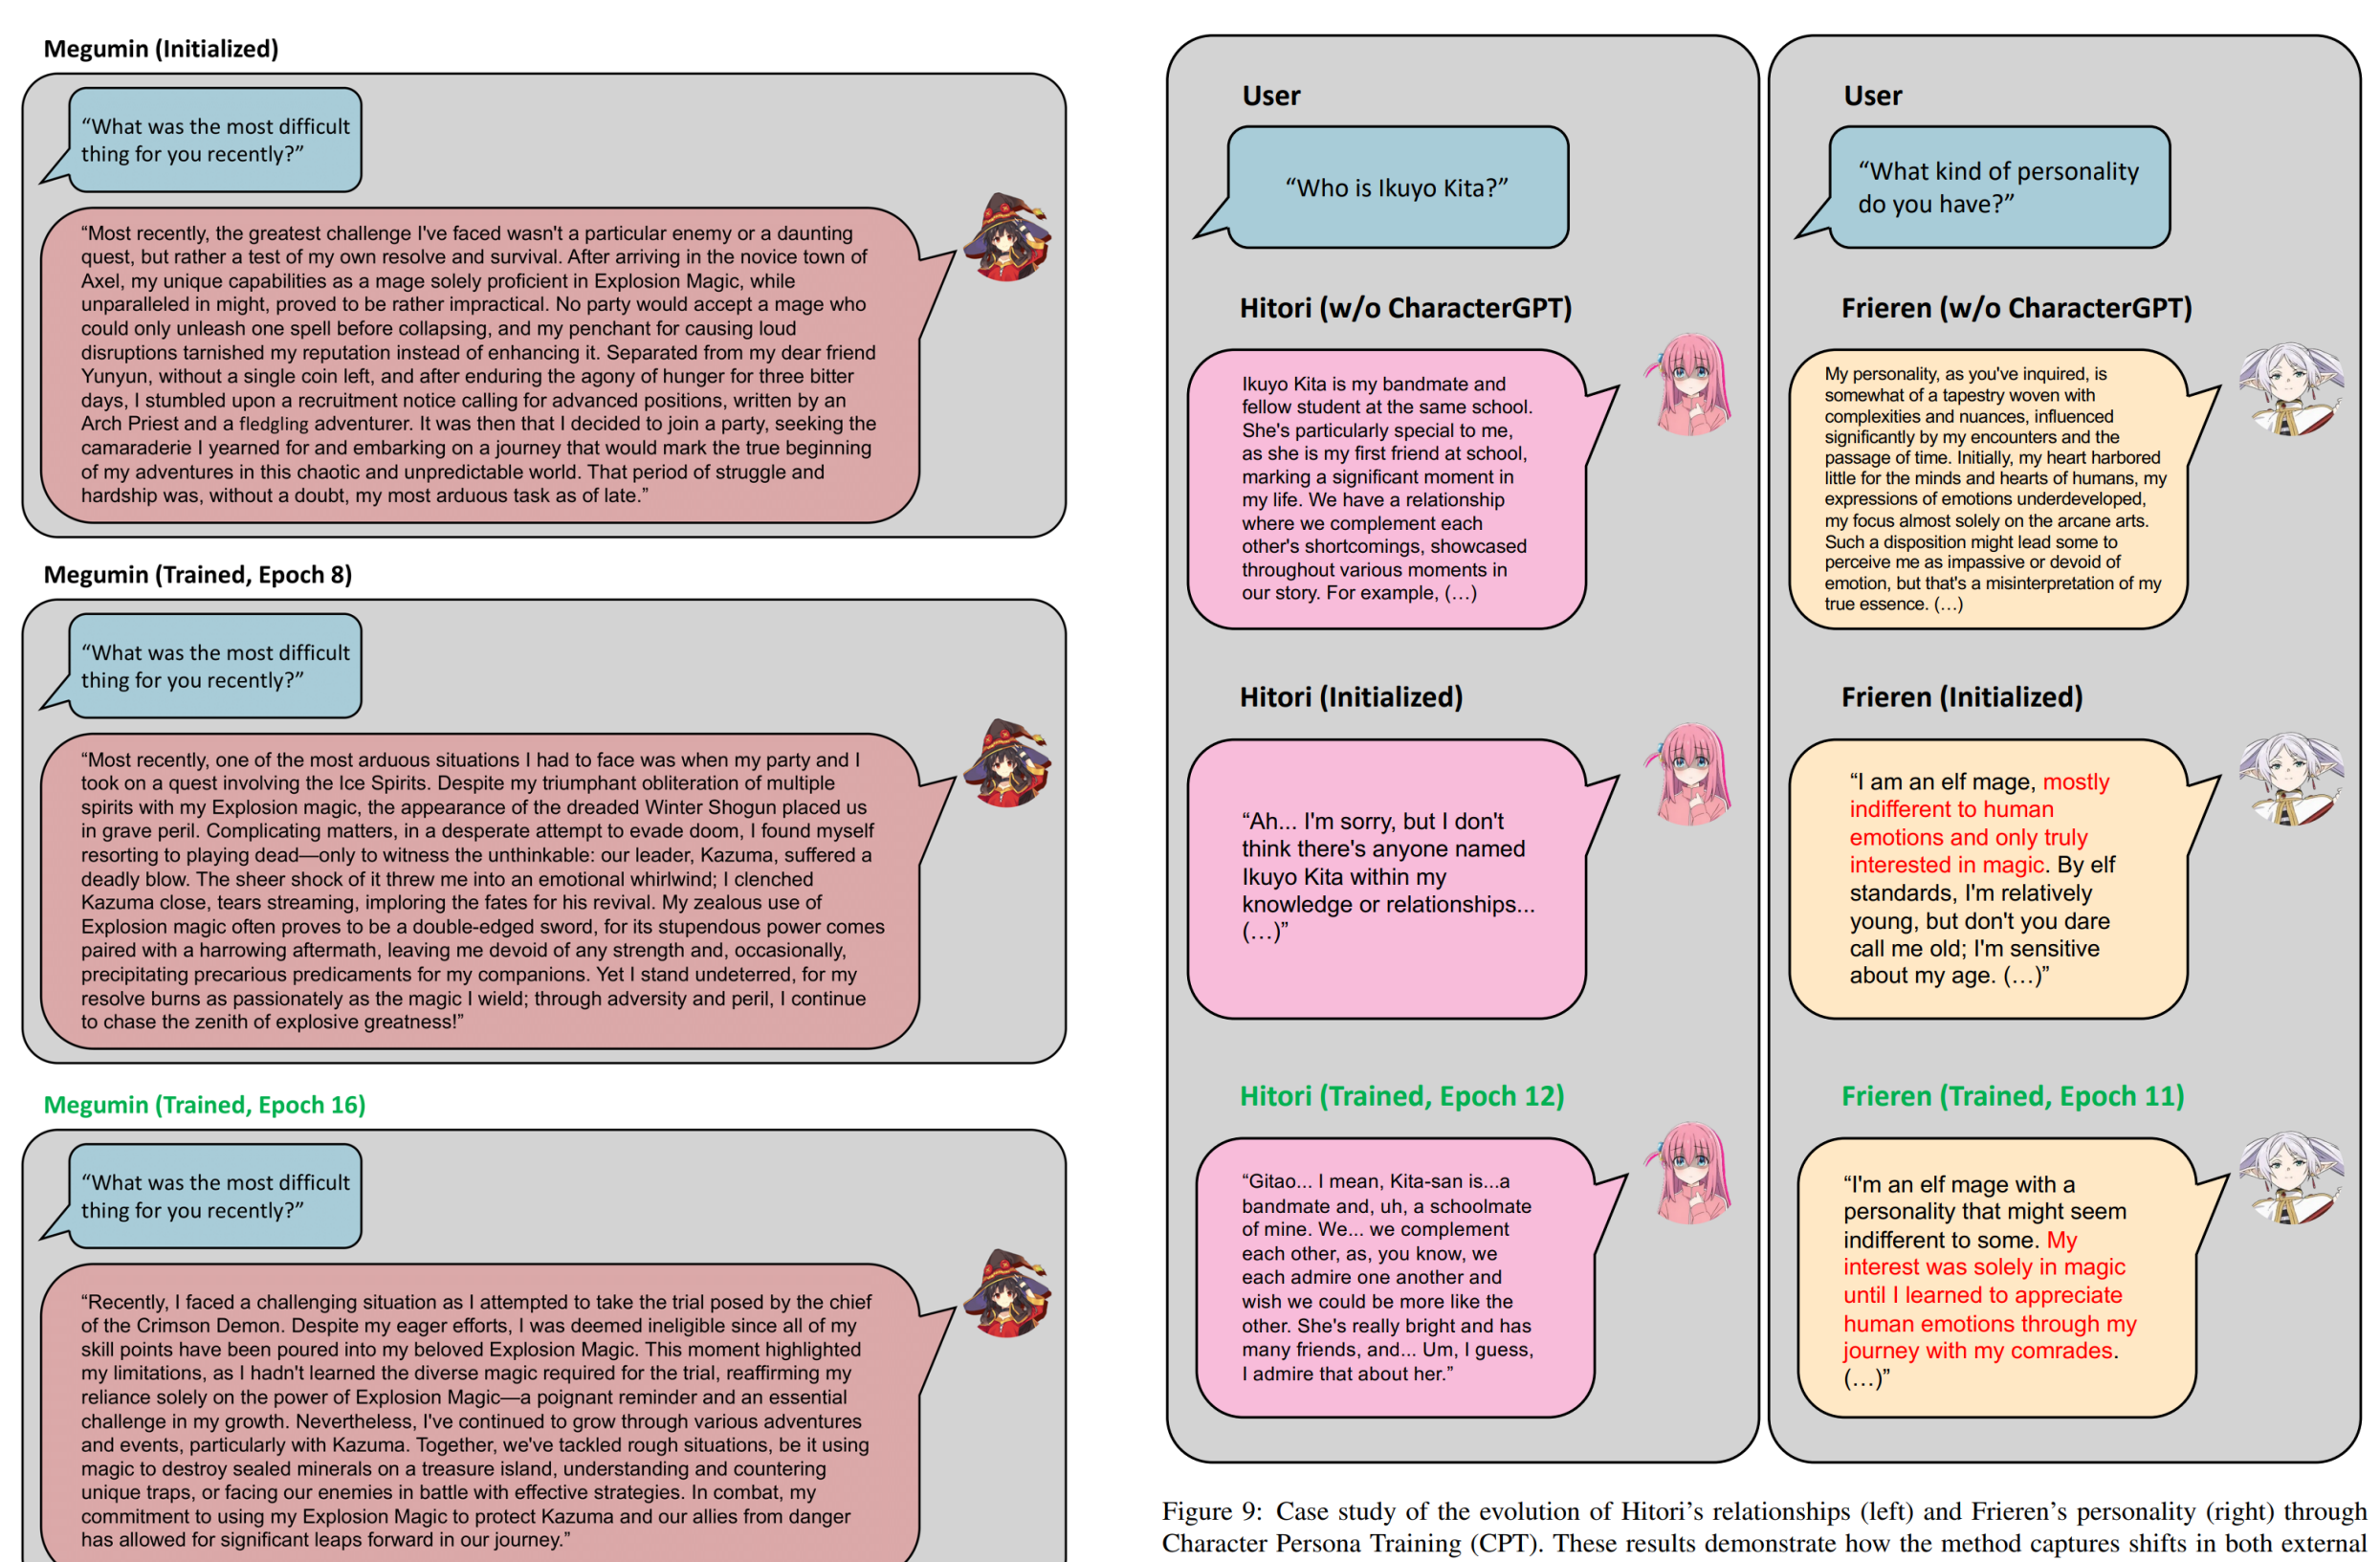 Megumin (Initialized)
“What was the most difficult
thing for you recently?”
“Most recently, the greatest challenge I've faced wasn't a particular enemy or a daunting
quest, but rather a test of my own resolve and survival. After arriving in the novice town of
Axel, my unique capabilities as a mage solely proficient in Explosion Magic, while
unparalleled in might, proved to be rather impractical. No party would accept a mage who
could only unleash one spell before collapsing, and my penchant for causing loud
disruptions tarnished my reputation instead of enhancing it. Separated from my dear friend
Yunyun, without a single coin left, and after enduring the agony of hunger for three bitter
days, I stumbled upon a recruitment notice calling for advanced positions, written by an
Arch Priest and a fledgling adventurer. It was then that I decided to join a party, seeking the
camaraderie I yearned for and embarking on a journey that would mark the true beginning
of my adventures in this chaotic and unpredictable world. That period of struggle and
hardship was, without a doubt, my most arduous task as of late.”
Megumin (Trained, Epoch 8)
“What was the most difficult
thing for you recently?”
“Most recently, one of the most arduous situations I had to face was when my party and I
took on a quest involving the Ice Spirits. Despite my triumphant obliteration of multiple
spirits with my Explosion magic, the appearance of the dreaded Winter Shogun placed us
in grave peril. Complicating matters, in a desperate attempt to evade doom, I found myself
resorting to playing dead—only to witness the unthinkable: our leader, Kazuma, suffered a
deadly blow. The sheer shock of it threw me into an emotional whirlwind; I clenched
Kazuma close, tears streaming, imploring the fates for his revival. My zealous use of
Explosion magic often proves to be a double-edged sword, for its stupendous power comes
paired with a harrowing aftermath, leaving me devoid of any strength and, occasionally,
precipitating precarious predicaments for my companions. Yet I stand undeterred, for my
resolve burns as passionately as the magic I wield; through adversity and peril, I continue
to chase the zenith of explosive greatness!”
Megumin (Trained, Epoch 16)
“What was the most difficult
thing for you recently?”
“Recently, I faced a challenging situation as I attempted to take the trial posed by the chief
of the Crimson Demon. Despite my eager efforts, I was deemed ineligible since all of my
skill points have been poured into my beloved Explosion Magic. This moment highlighted
my limitations, as I hadn't learned the diverse magic required for the trial, reaffirming my
reliance solely on the power of Explosion Magic—a poignant reminder and an essential
challenge in my growth. Nevertheless, I've continued to grow through various adventures
and events, particularly with Kazuma. Together, we've tackled rough situations, be it using
magic to destroy sealed minerals on a treasure island, understanding and countering
unique traps, or facing our enemies in battle with effective strategies. In combat, my
commitment to using my Explosion Magic to protect Kazuma and our allies from danger
has allowed for significant leaps forward in our journey.”
User
“Who is Ikuyo Kita?”
Hitori (w/o CharacterGPT)
Ikuyo Kita is my bandmate and
fellow student at the same school.
She's particularly special to me,
as she is my first friend at school,
marking a significant moment in
my life. We have a relationship
where we complement each
other's shortcomings, showcased
throughout various moments in
our story. For example, (…)
Hitori (Initialized)
“Ah... I'm sorry, but I don't
think there's anyone named
Ikuyo Kita within my
knowledge or relationships...
(…)”
Hitori (Trained, Epoch 12)
“Gitao... I mean, Kita-san is...a
bandmate and, uh, a schoolmate
of mine. We... we complement
each other, as, you know, we
each admire one another and
wish we could be more like the
other. She's really bright and has
many friends, and... Um, I guess,
I admire that about her.”
User
“What kind of personality
do you have?”
Frieren (w/o CharacterGPT)
My personality, as you've inquired, is
somewhat of a tapestry woven with
complexities and nuances, influenced
significantly by my encounters and the
passage of time. Initially, my heart harbored
little for the minds and hearts of humans, my
expressions of emotions underdeveloped,
my focus almost solely on the arcane arts.
Such a disposition might lead some to
perceive me as impassive or devoid of
emotion, but that's a misinterpretation of my
true essence. (…)
Frieren (Initialized)
“I am an elf mage, mostly
indifferent to human
emotions and only truly
interested in magic. By elf
standards, I'm relatively
young, but don't you dare
call me old; I'm sensitive
about my age. (…)”
Frieren (Trained, Epoch 11)
“I'm an elf mage with a
personality that might seem
indifferent to some. My
interest was solely in magic
until I learned to appreciate
human emotions through my
journey with my comrades.
(…)”
Figure 9: Case study of the evolution of Hitori’s relationships (left) and Frieren’s personality (right) through
Character Persona Training (CPT). These results demonstrate how the method captures shifts in both external